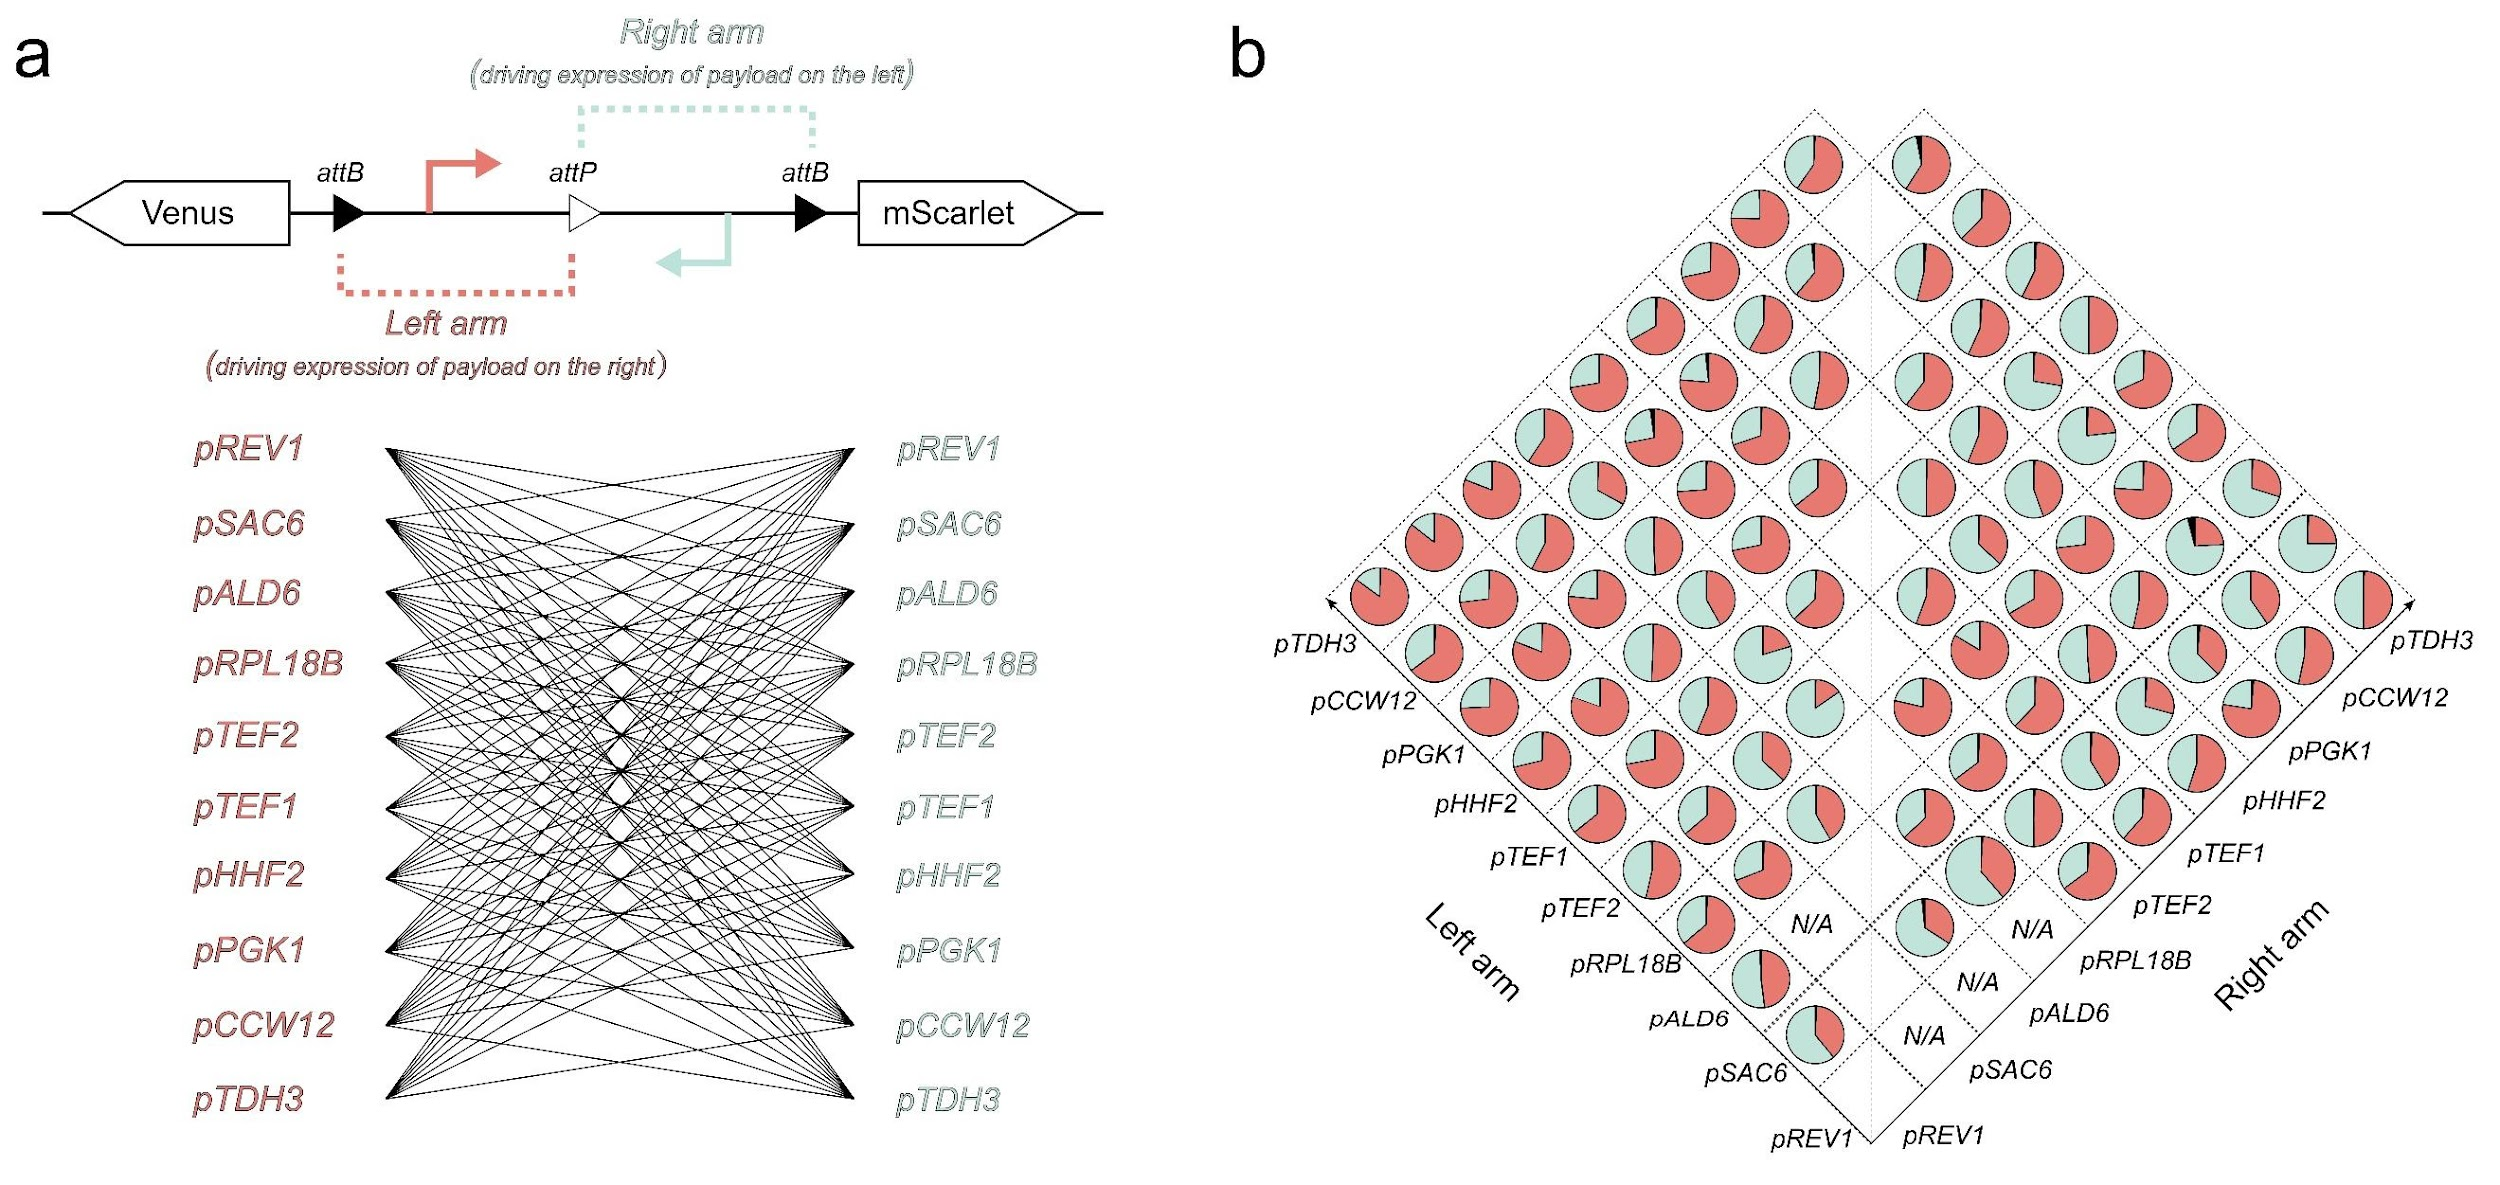 a
Right arm
(driving expression of payload on the left)
attB
attP
attB
Venus
mScarlet
Left arm
(driving expression of payload on the right)
pREV1
pREV1
pSAC6
pSAC6
pALD6
pALD6
pRPL18B
pRPL18B
pTEF2
pTEF2
pTEF1
pTEF1
pHHF2
pHHF2
pPGK1
pPGK1
pCCW12
pCCW12
pTDH3
pTDH3
b
pTDH3
pCCW12
pPGK1
pHHF2
pTEF1
pTEF2
pRPL18B
pALD6
pSAC6
pREV1
Left arm
N/A
N/A
N/A
N/A
pTDH3
pCCW12
pPGK1
pHHF2
pTEF1
pTEF2
pRPL18B
pALD6
pSAC6
pREV1
Right arm